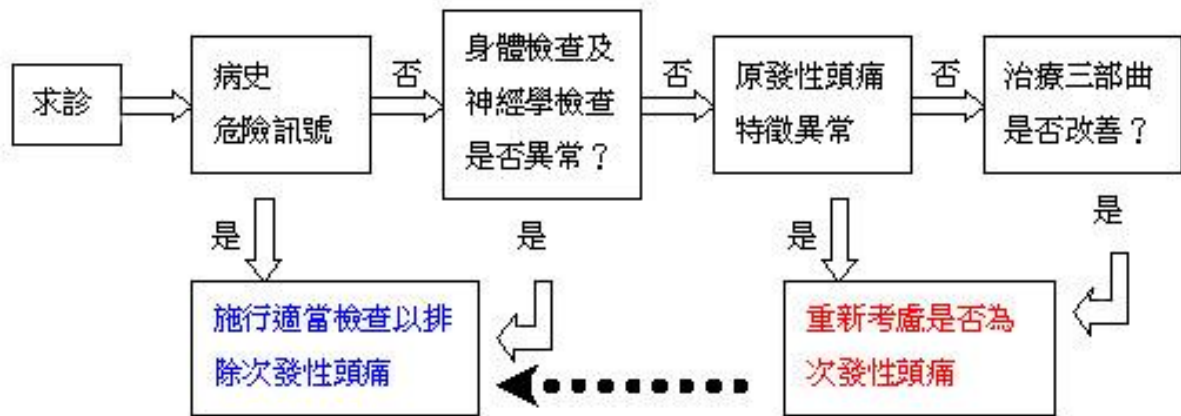 求診
病史
危險訊號
否
身體檢查及
神經學檢查
是否異常？
否
原發性頭痛
特徵異常
否
治療三部曲
是否改善？
是
是
是
是
施行適當檢查以排
除次發性頭痛
重新考慮是否為
次發性頭痛